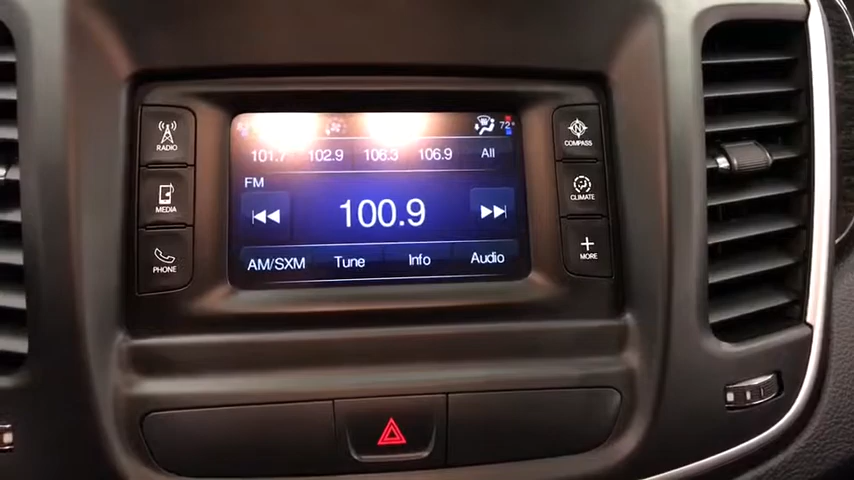 RADIO
MEDIA
PHONE
72°
101.7 102.9 106.3 106.9 All
FM
100.9
AM/SXM Tune Info Audio
N
COMPASS
CLIMATE
MORE